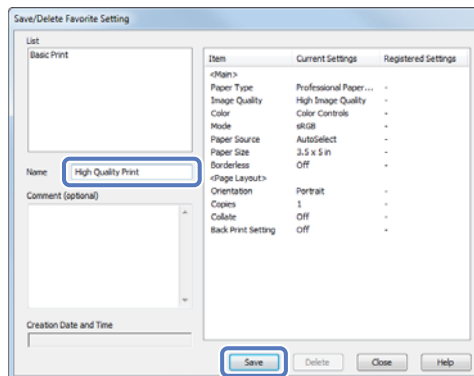 Save/Delete Favorite Setting
List
Basic Print
Name High Quality Print
Comment (optional)
Creation Date and Time
Item Current Settings Registered Settings
<Main>
Paper Type Professional Paper... -
Image Quality High Image Quality -
Color Color Controls -
Mode sRGB -
Paper Source AutoSelect -
Paper Size 3.5 x 5 in -
Borderless Off -
<Page Layout>
Orientation Portrait -
Copies 1 -
Collate Off -
Back Print Setting Off -
Save Delete Close Help